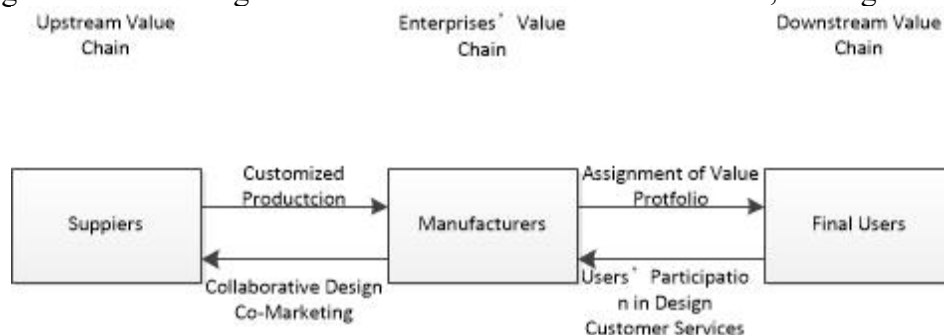 Upstream Value
Chain
Enterprises' Value
Chain
Downstream Value
Chain
Customized
Productcion
Assignment of Value
Protfolio
Suppiers
Manufacturers
Final Users
Collaborative Design
Co-Marketing
Users' Participatio
n in Design
Customer Services